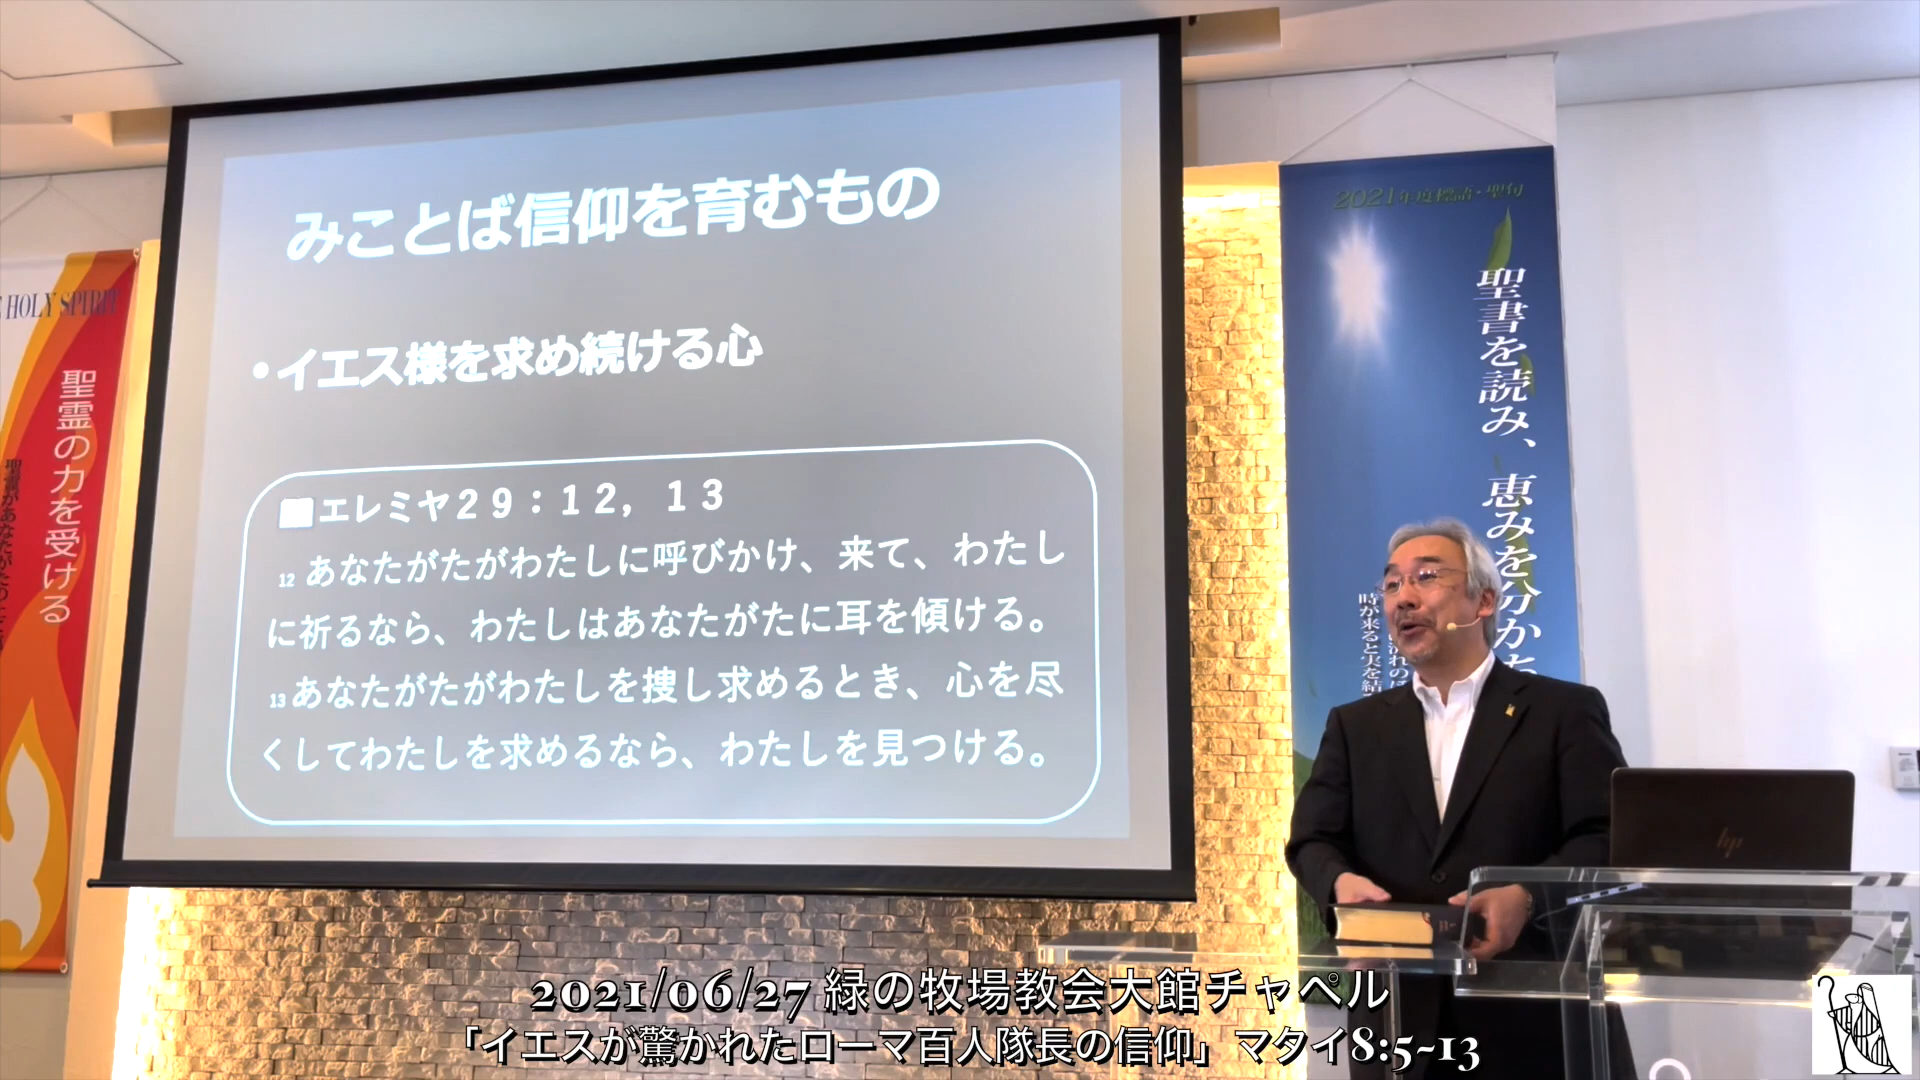 みことば信仰を育むもの
•イエス様を求め続ける心
■エレミヤ２９：１２，１３
12 あなたがたがわたしに呼びかけ、来て、わたし
に祈るなら、わたしはあなたがたに耳を傾ける。
13 あなたがたがわたしを捜し求めるとき、心を尽
くしてわたしを求めるなら、わたしを見つける。
HOLY SPIRIT
聖霊の力を受ける
2021年度標語・聖句
聖書を読み、恵みを分か
時が来ると実を結
hp
2021/06/27 緑の牧場教会大館チャペル
「イエスが驚かれたローマ百人隊長の信仰」マタイ8:5-13